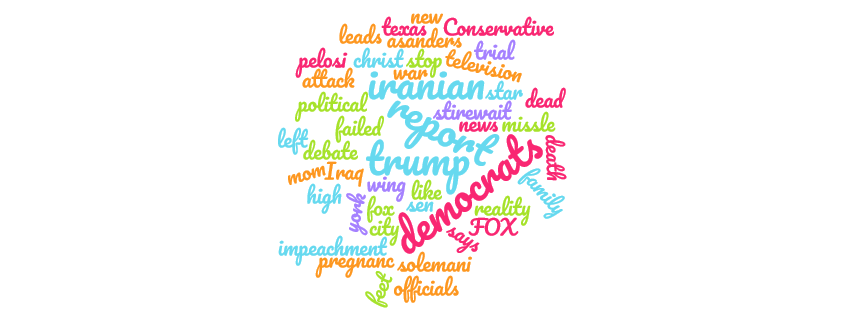 new
texas Conservative
leads asanders
pelosi christ stop trial
attack war television
iranian star dead
political report stirewait
failed news missle
left debate trump democrats death
mom Iraq wing like family
high york fox sen reality
city says FOX
impeachment
pregnanc solemani
feet officials